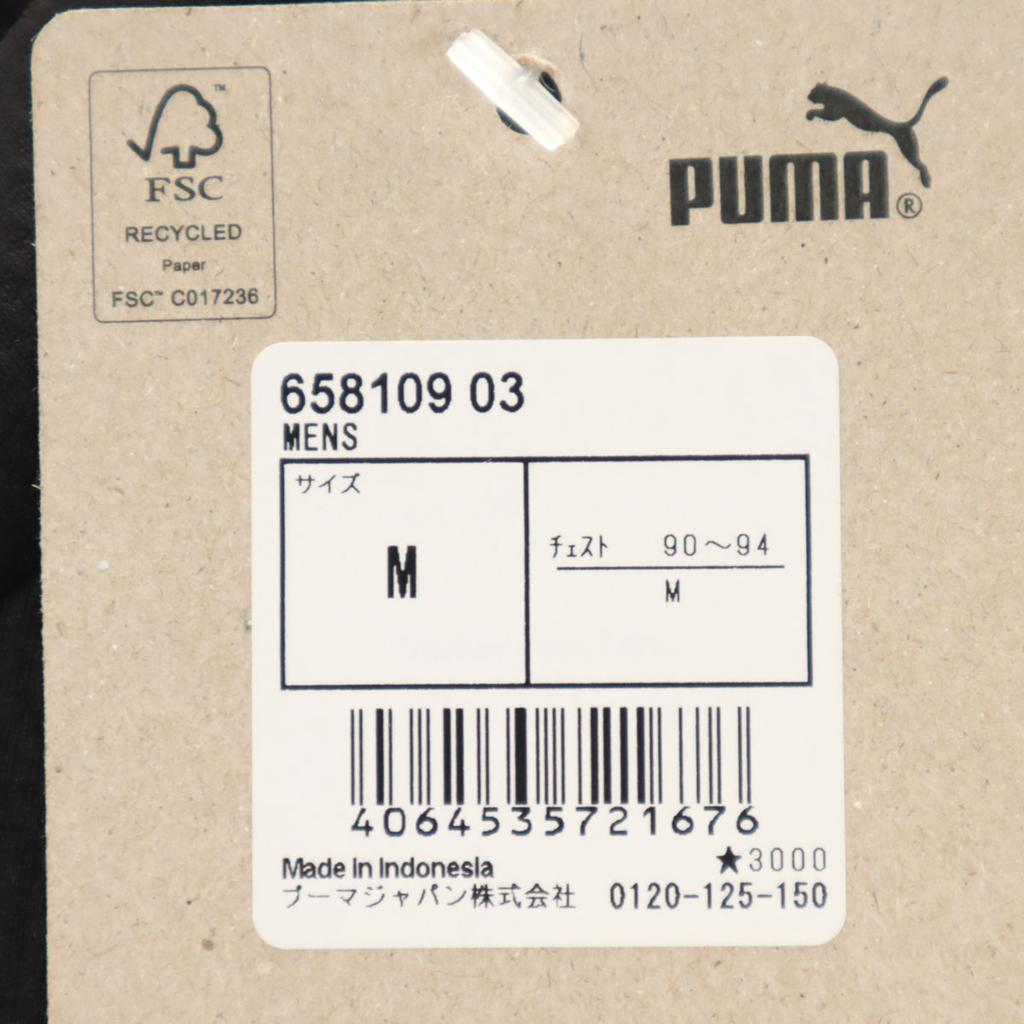 FSC
RECYCLED
Paper
FSC™ C017236
PUMA®
658109 03
MENS
サイズ
M
チェスト 90～94
M
4064535721676
Made in Indonesia
★3000
プーマジャパン株式会社 0120-125-150